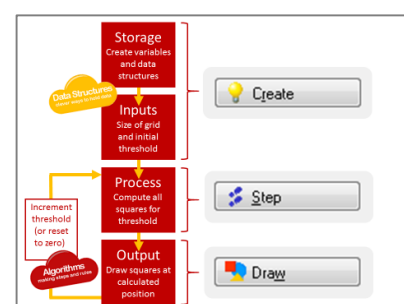 Storage
Create variables
and data
structures
Data Structures
Create
Inputs
Size of grid
and initial
threshold
Process
Compute all
squares for
threshold
Step
Increment
threshold
(or reset
to zero)
Algorithms
Output
Draw squares at
calculated
position
Draw